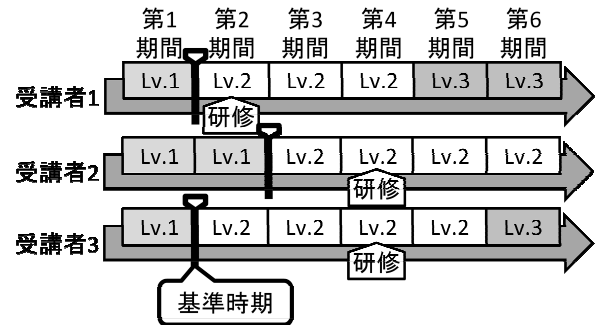 第1 第2 第3 第4 第5 第6
期間 期間 期間 期間 期間 期間
受講者1 Lv.1 Lv.2 Lv.2 Lv.2 Lv.3 Lv.3
研修
受講者2 Lv.1 Lv.1 Lv.2 Lv.2 Lv.2 Lv.2
研修
受講者3 Lv.1 Lv.2 Lv.2 Lv.2 Lv.2 Lv.3
研修
基準時期